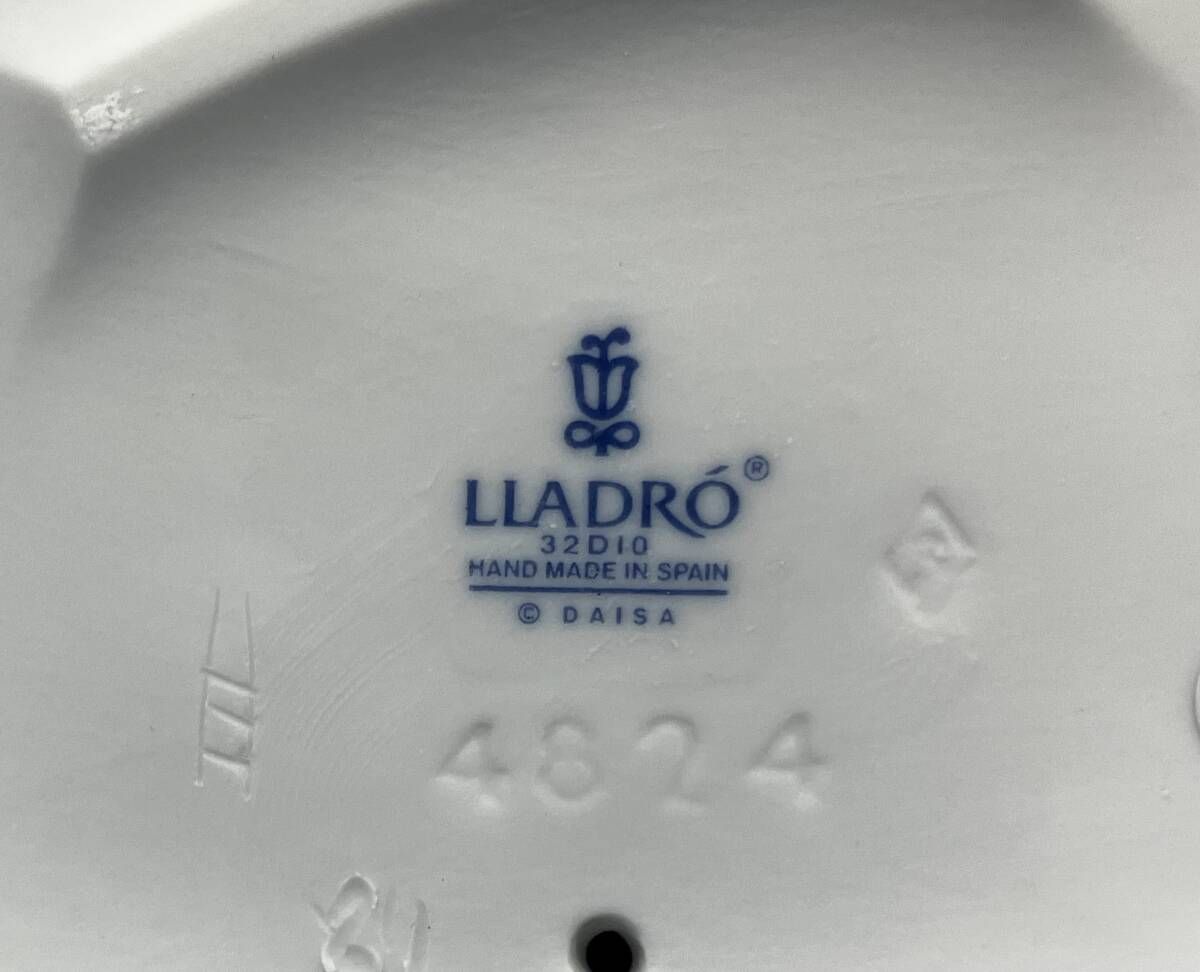 LLADRÓ®
32D10
HAND MADE IN SPAIN
© DAISA
4824